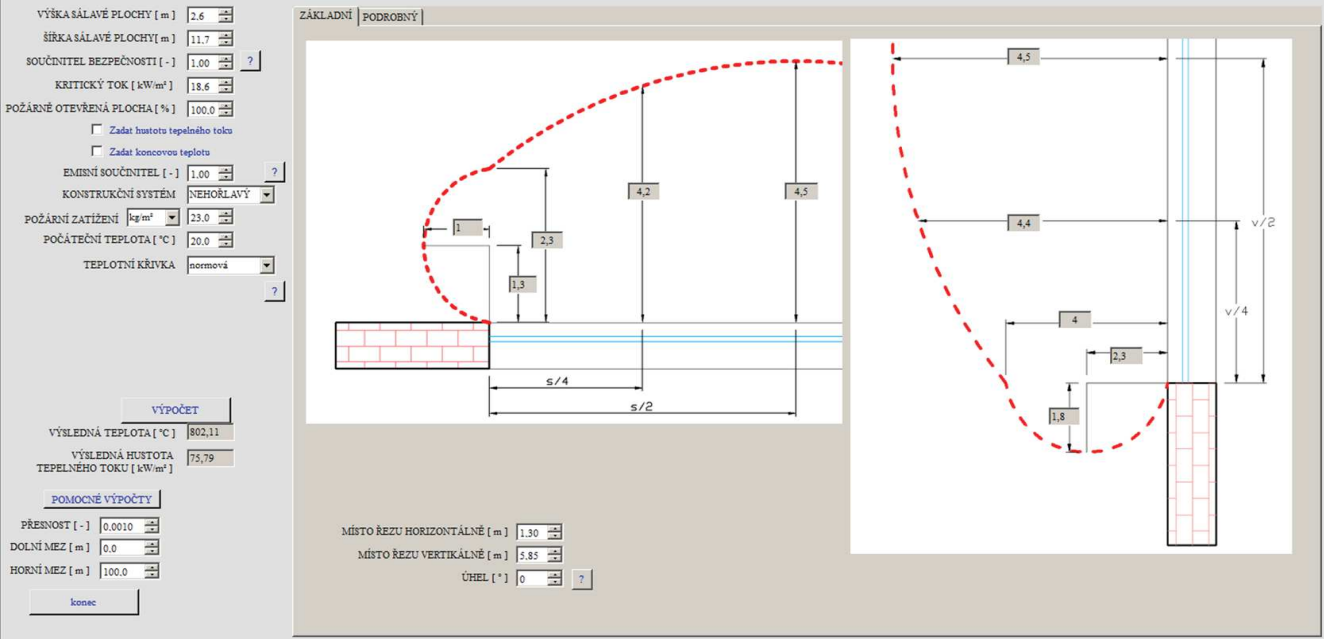 VÝŠKA SÁLAVÉ PLOCHY [ m ] 2.6
ŠÍŘKA SÁLAVÉ PLOCHY[ m ] 11.7
SOUČINITEL BEZPEČNOSTI [ - ] 1.00 ?
KRITICKÝ TOK [ kW/m² ] 18.6
POŽÁRNĚ OTEVŘENÁ PLOCHA [ % ] 100.0
Zadat hustotu tepelného toku
Zadat koncovou teplotu
EMISNÍ SOUČINITEL [ - ] 1.00 ?
KONSTRUKČNÍ SYSTÉM NEHOŘLAVÝ
POŽÁRNÍ ZATÍŽENÍ kg/m² 23.0
POČÁTEČNÍ TEPLOTA [ °C ] 20.0
TEPLOTNÍ KŘIVKA normová
?
VÝPOČET
VÝSLEDNÁ TEPLOTA [ °C ] 802,11
VÝSLEDNÁ HUSTOTA
TEPELNÉHO TOKU [ kW/m² ] 75,79
POMOCNÉ VÝPOČTY
PŘESNOST [ - ] 0.0010
DOLNÍ MEZ [ m ] 0.0
HORNÍ MEZ [ m ] 100.0
konec
ZÁKLADNÍ PODROBNÝ
4,2 4,5
1
2,3
1,3
s/4
s/2
4,5
4,4 v/2
v/4
4
2,3
1,8
MÍSTO ŘEZU HORIZONTÁLNĚ [ m ] 1.30
MÍSTO ŘEZU VERTIKÁLNĚ [ m ] 5.85
ÚHEL [ ° ] 0 ?